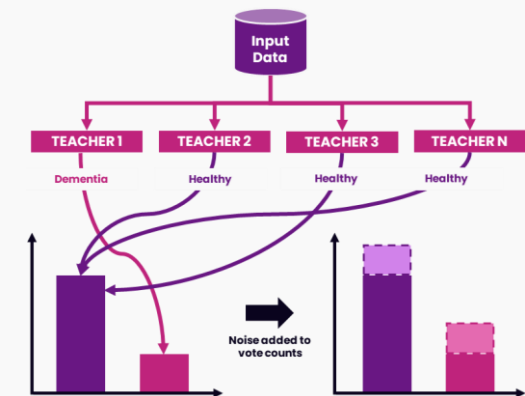 Input
Data
TEACHER 1
TEACHER 2
TEACHER 3
TEACHER N
Dementia
Healthy
Healthy
Healthy
Noise added to
vote counts